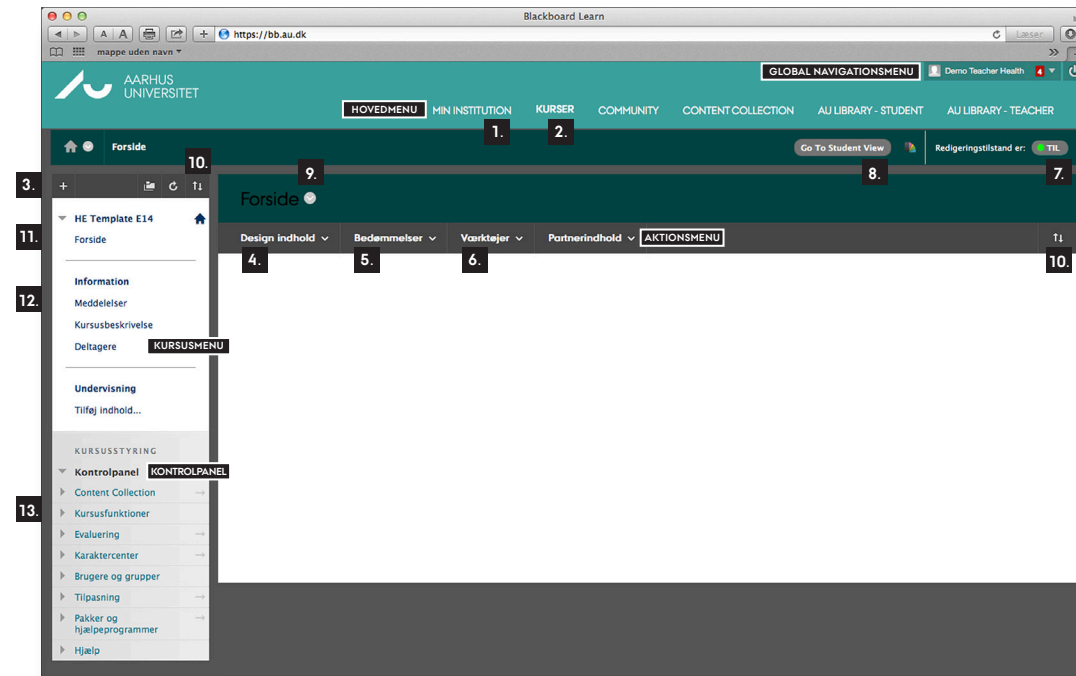 Blackboard Learn
A A + https://bb.au.dk Læser
mappe uden navn
AARHUS
UNIVERSITET
GLOBAL NAVIGATIONSMENU Demo Teacher Health 4
HOVEDMENU MIN INSTITUTION KURSER COMMUNITY CONTENT COLLECTION AU LIBRARY - STUDENT AU LIBRARY - TEACHER
1. 2.
Forside Go To Student View Redigeringstilstand er: TIL
10. 9. 8. 7.
3. +
Forside
HE Template E14
11. Forside
Design indhold Bedømmelser Værktøjer Partnerindhold AKTIONSMENU
4. 5. 6. 10.
Information
12. Meddelelser
Kursusbeskrivelse
Deltagere KURSUSMENU
Undervisning
Tilføj indhold...
KURSUSSTYRING
Kontrolpanel KONTROLPANEL
Content Collection
13. Kursusfunktioner
Evaluering
Karaktercenter
Brugere og grupper
Tilpasning
Pakker og
hjælpeprogrammer
Hjælp